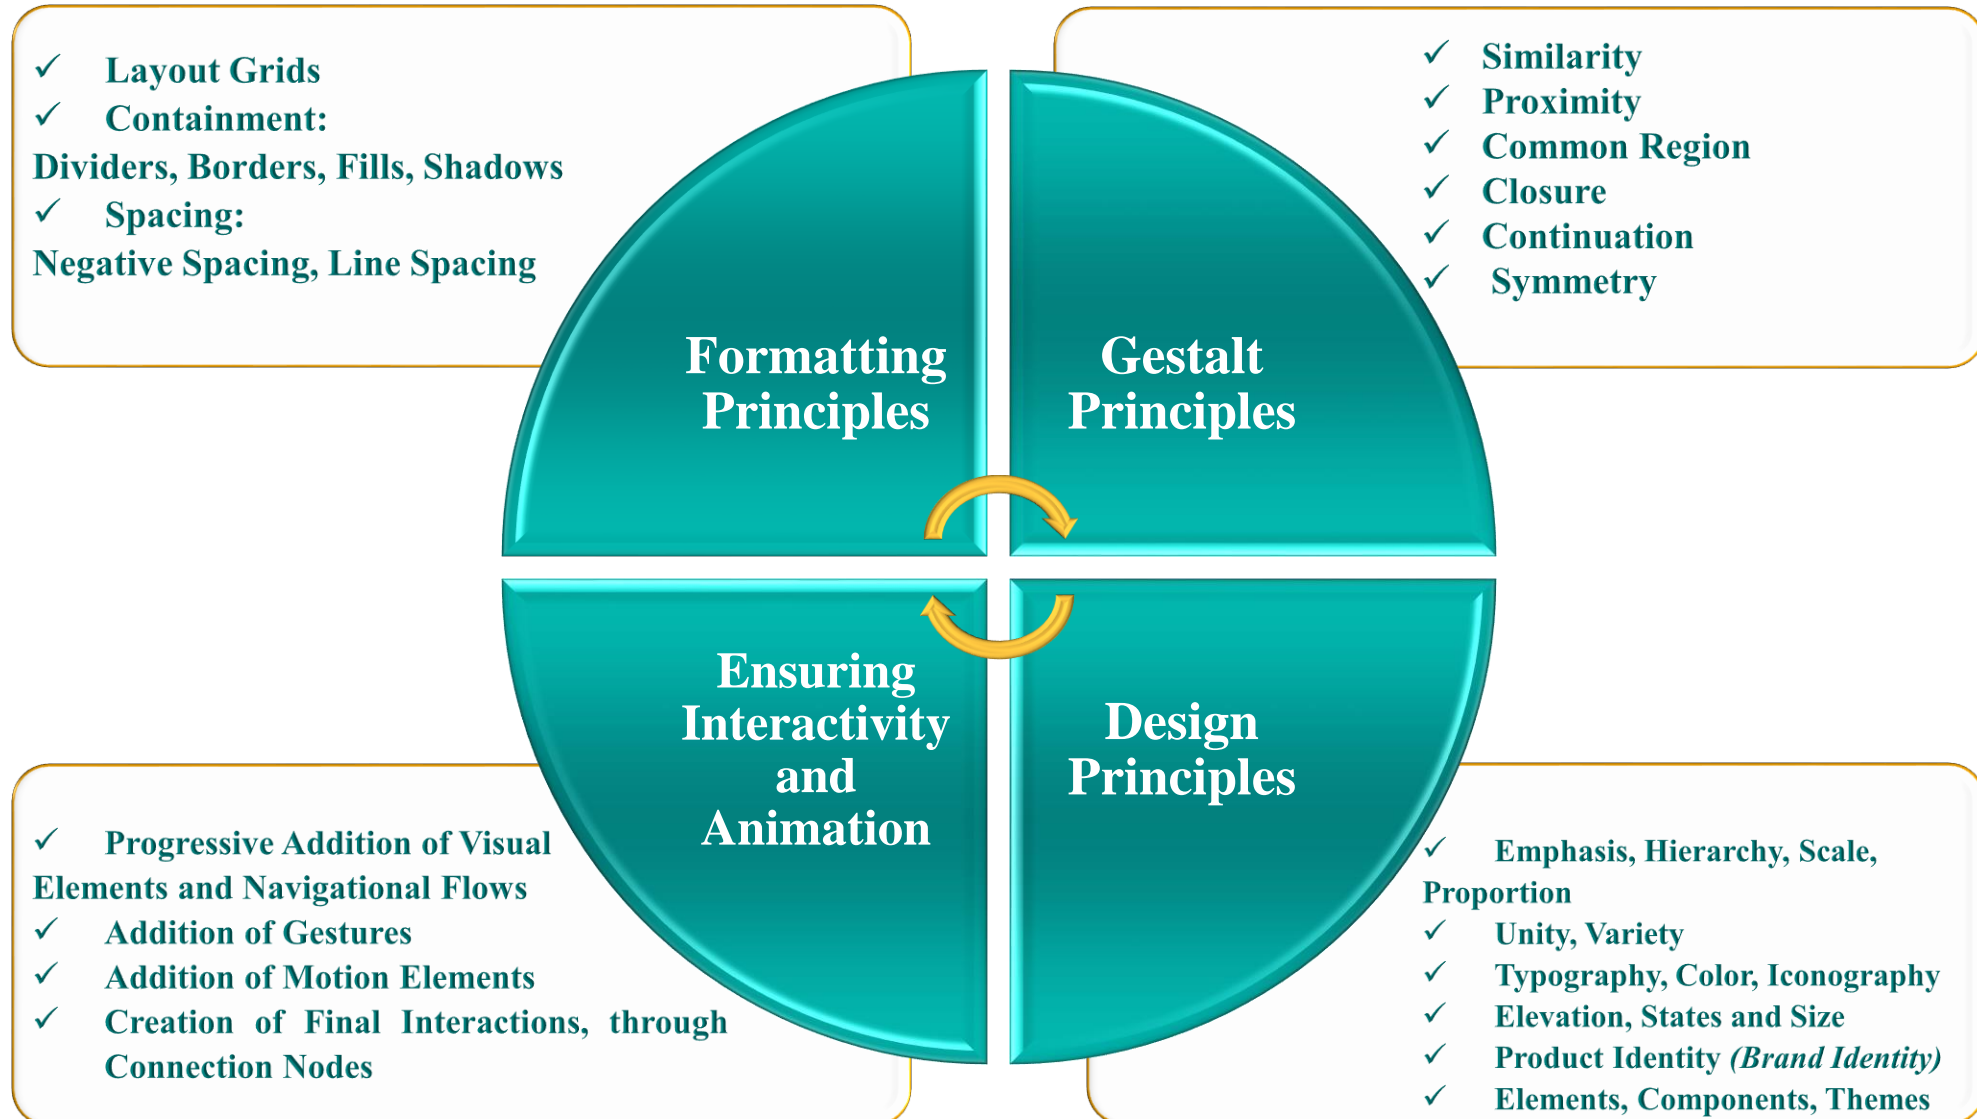 ✓ Layout Grids
✓ Containment:
Dividers, Borders, Fills, Shadows
✓ Spacing:
Negative Spacing, Line Spacing
✓ Similarity
✓ Proximity
✓ Common Region
✓ Closure
✓ Continuation
✓ Symmetry
Formatting
Principles
Gestalt
Principles
Ensuring
Interactivity
and
Animation
Design
Principles
✓ Progressive Addition of Visual
Elements and Navigational Flows
✓ Addition of Gestures
✓ Addition of Motion Elements
✓ Creation of Final Interactions, through
Connection Nodes
✓ Emphasis, Hierarchy, Scale,
Proportion
✓ Unity, Variety
✓ Typography, Color, Iconography
✓ Elevation, States and Size
✓ Product Identity (Brand Identity)
✓ Elements, Components, Themes